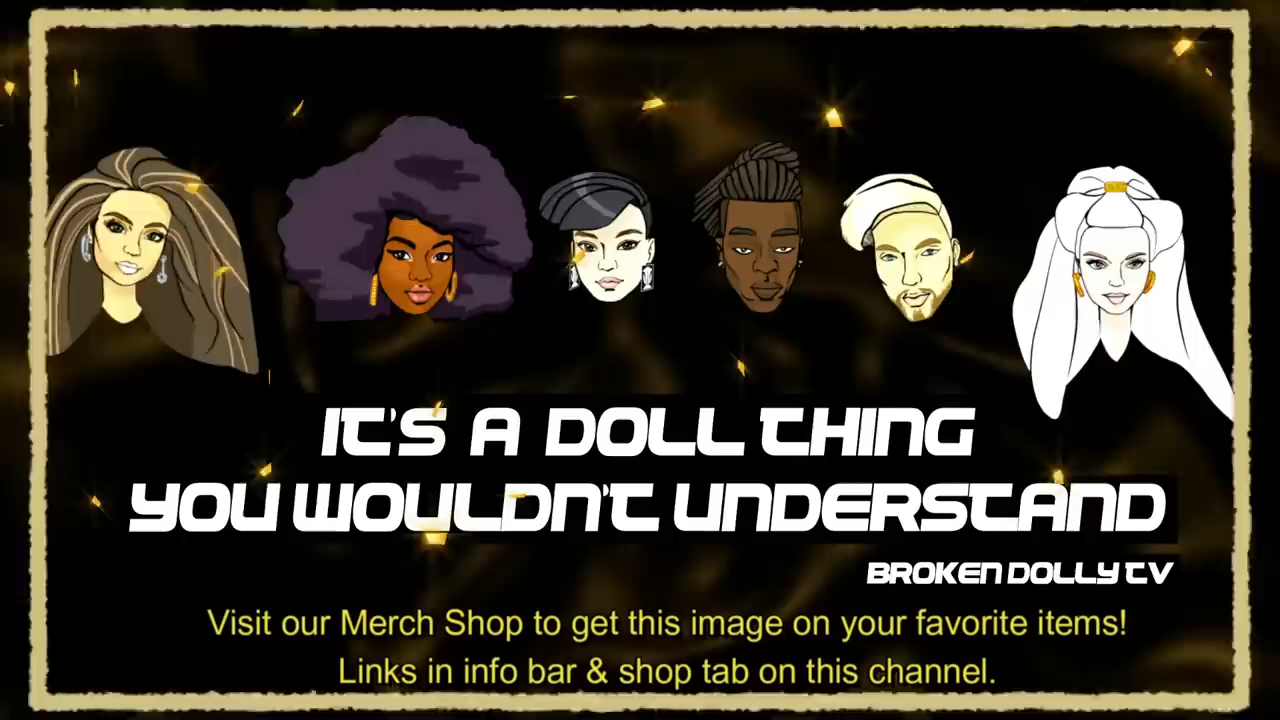 IT'S A DOLL THING
YOU WOULDN'T UNDERSTAND
BROKEN DOLLY TV
Visit our Merch Shop to get this image on your favorite items!
Links in info bar & shop tab on this channel.